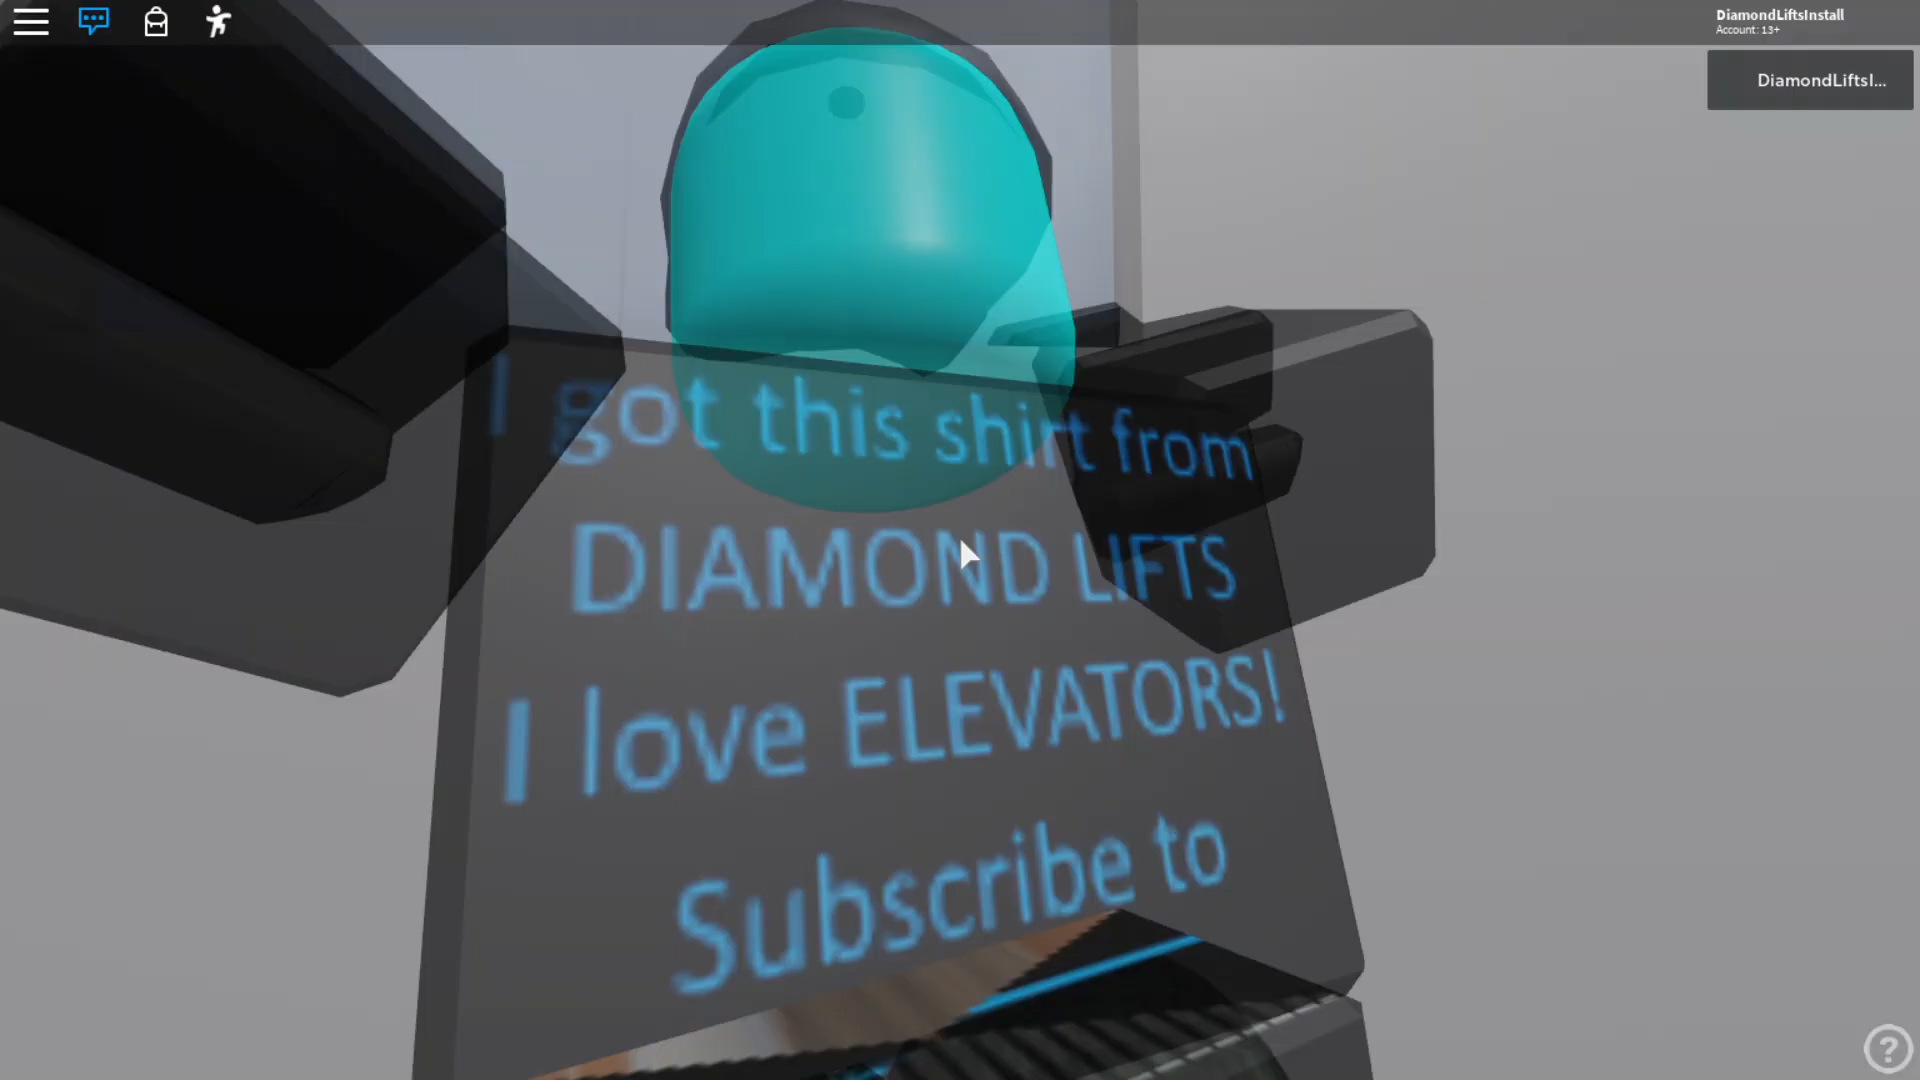 DiamondLiftsInstall
Account: 13+
DiamondLiftsI...
I got this shirt from
DIAMOND LIFTS
I love ELEVATORS!
Subscribe to
?